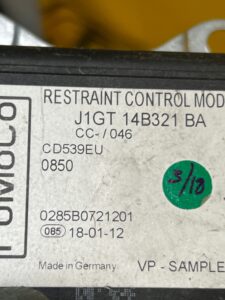 FOMOCO
RESTRAINT CONTROL MOD
J1GT 14B321 BA
CC-/046
CD539EU
0850
3/18
0285B0721201
085 18-01-12
Made in Germany
VP - SAMPLE